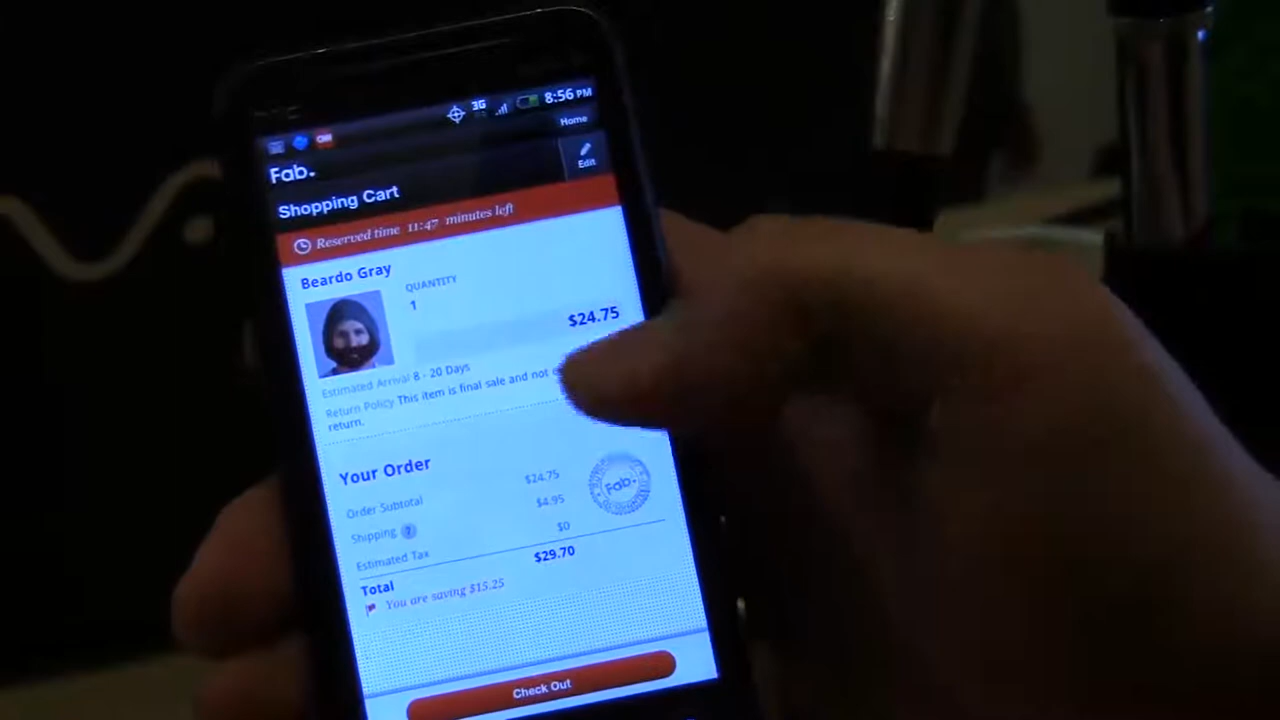 3G 8:56 PM
Home
Fab.
Edit
Shopping Cart
Reserved time 11:47 minutes left
Beardo Gray
QUANTITY
1
$24.75
Estimated Arrival 8 - 20 Days
Return Policy This item is final sale and not
return.
Your Order
Order Subtotal $24.75
Shipping ? $4.95
Estimated Tax $0
Total $29.70
You are saving $15.25
Fab.
Check Out